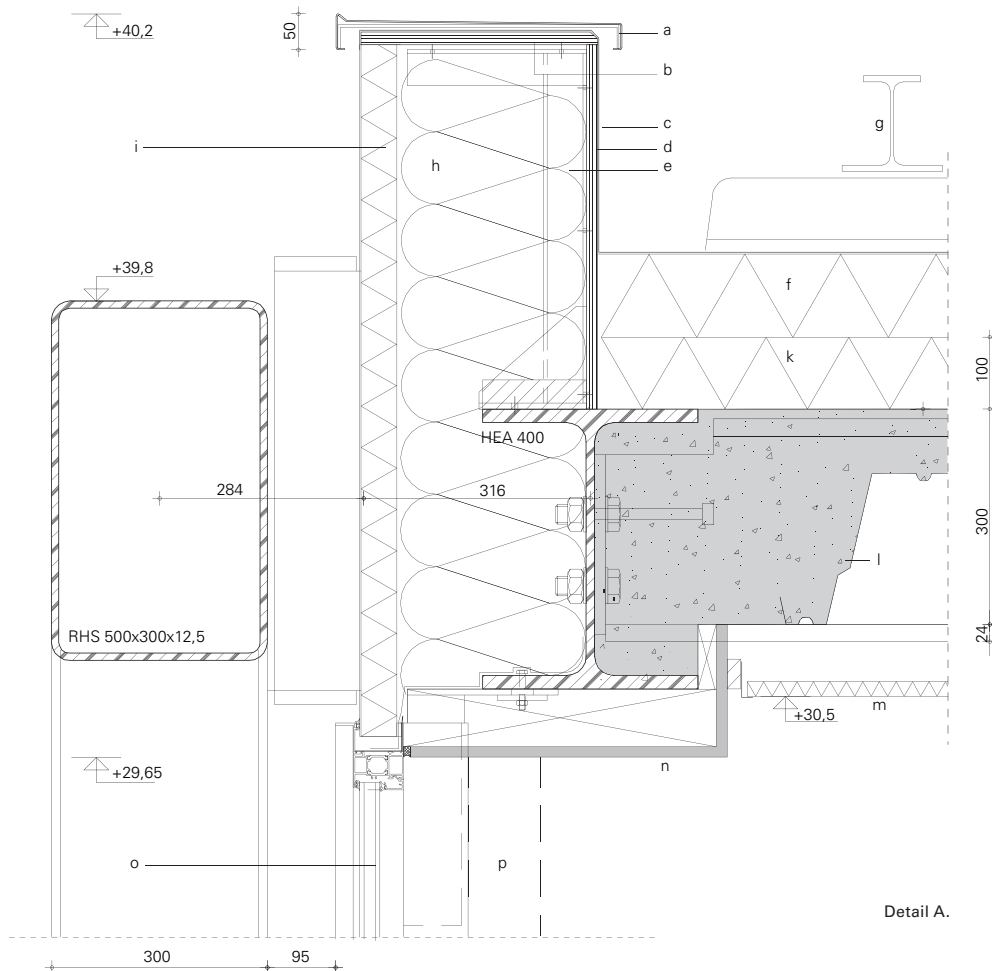 +40,2
50
a
b
g
c
i
d
h
e
+39,8
f
k
100
HEA 400
284
316
300
l
RHS 500x300x12,5
24
m
+30,5
n
+29,65
o
p
Detail A.
300
95